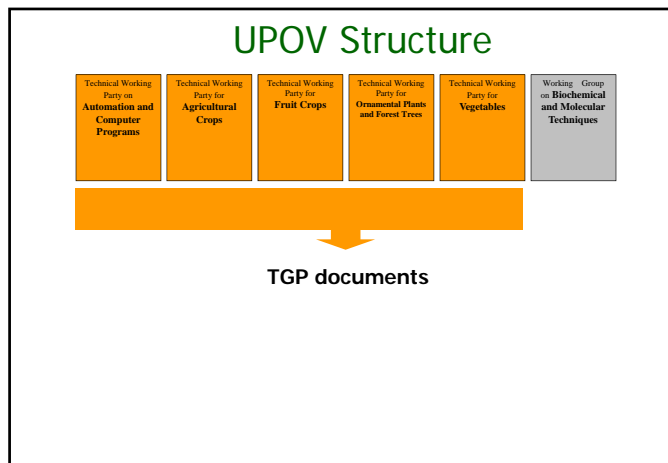 UPOV Structure
Technical Working
Party on
Automation and
Computer
Programs
Technical Working
Party for
Agricultural
Crops
Technical Working
Party for
Fruit Crops
Technical Working
Party for
Ornamental Plants
and Forest Trees
Technical Working
Party for
Vegetables
Working Group
on Biochemical
and Molecular
Techniques
TGP documents